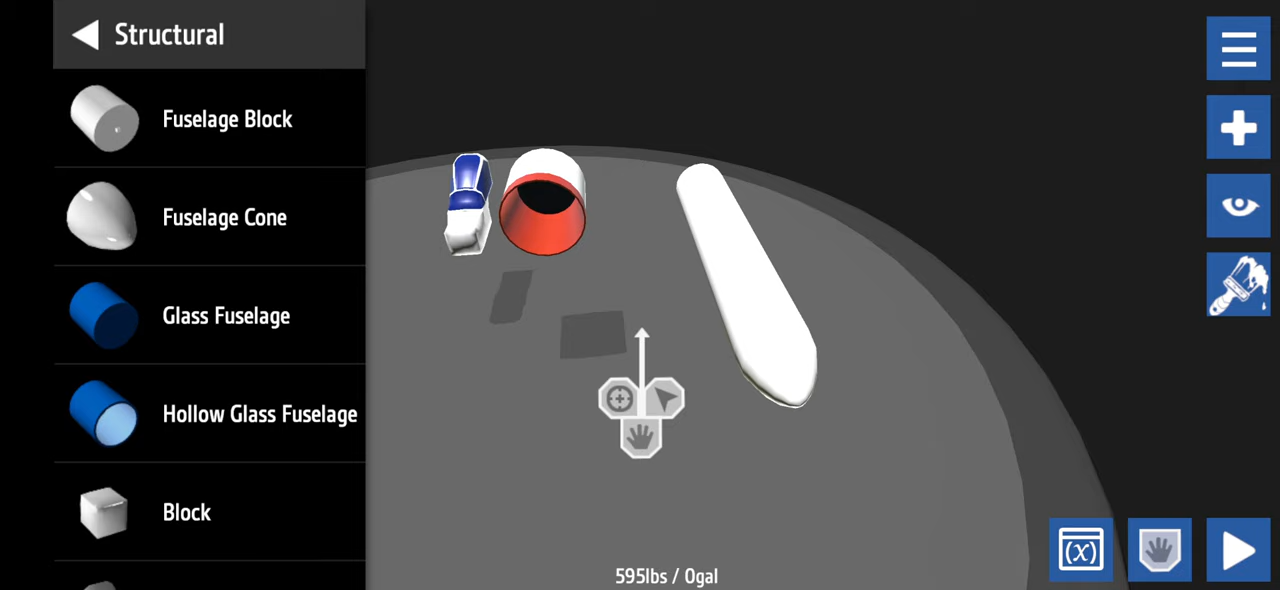 Structural
Fuselage Block
Fuselage Cone
Glass Fuselage
Hollow Glass Fuselage
Block
595lbs / 0gal
(x)